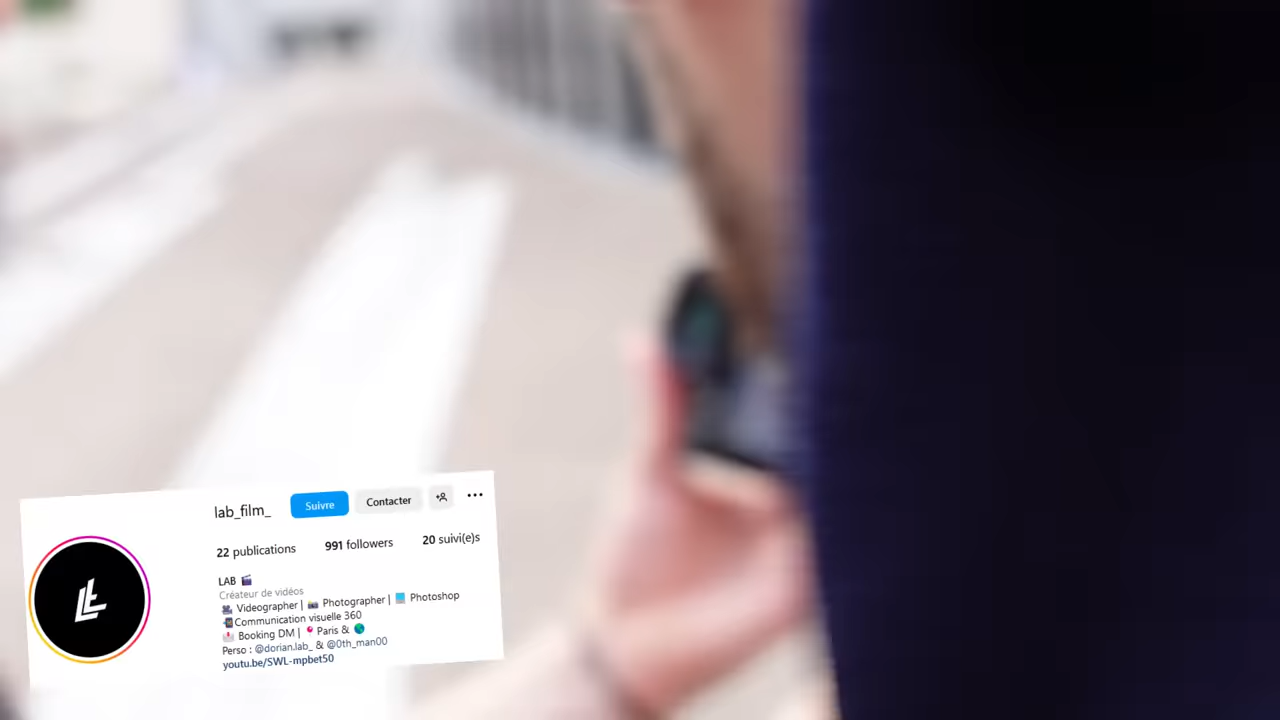 lab_film_ Suivre Contacter
22 publications 991 followers 20 suivi(e)s
LAB 🎬
Créateur de vidéos
🎥 Videographer | 📸 Photographer | Photoshop
📲Communication visuelle 360
📩 Booking DM | 📍 Paris & 🌎
Perso : @dorian.lab_ & @0th_man00
youtu.be/SWL-mpbet50